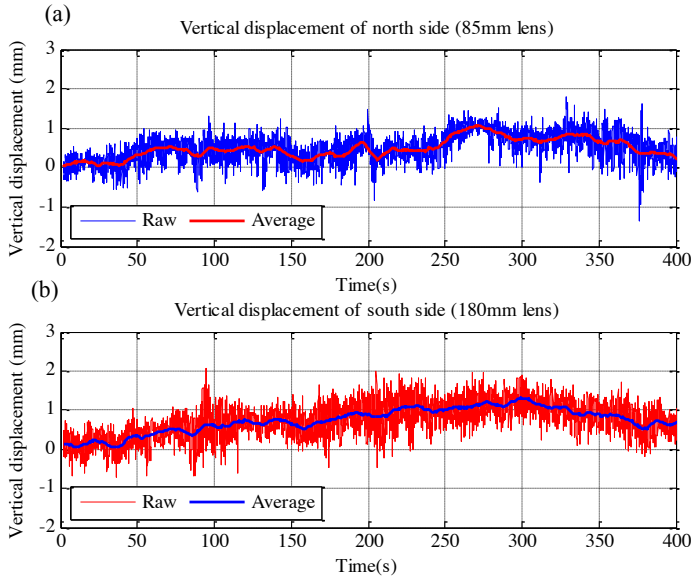 (a)
Vertical displacement of north side (85mm lens)
Vertical displacement (mm)
3
2
1
0
-1
-2
Raw Average
0 50 100 150 200 250 300 350 400
Time(s)
(b)
Vertical displacement of south side (180mm lens)
Vertical displacement (mm)
3
2
1
0
-1
-2
Raw Average
0 50 100 150 200 250 300 350 400
Time(s)